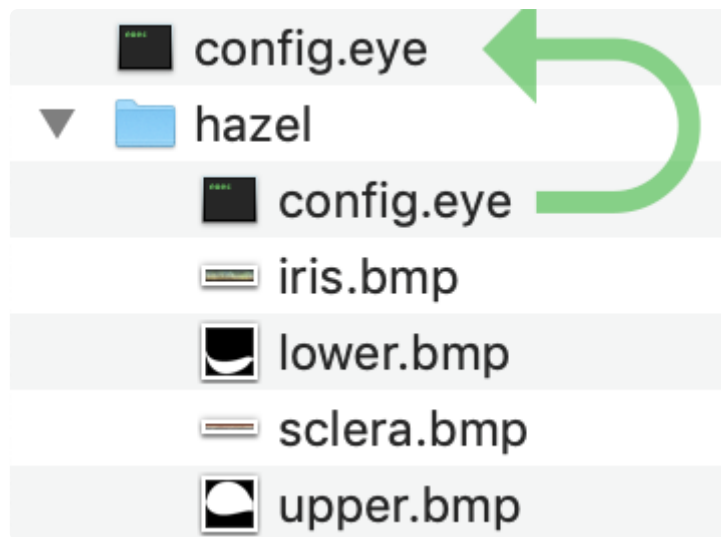 config.eye
hazel
config.eye
iris.bmp
lower.bmp
sclera.bmp
upper.bmp